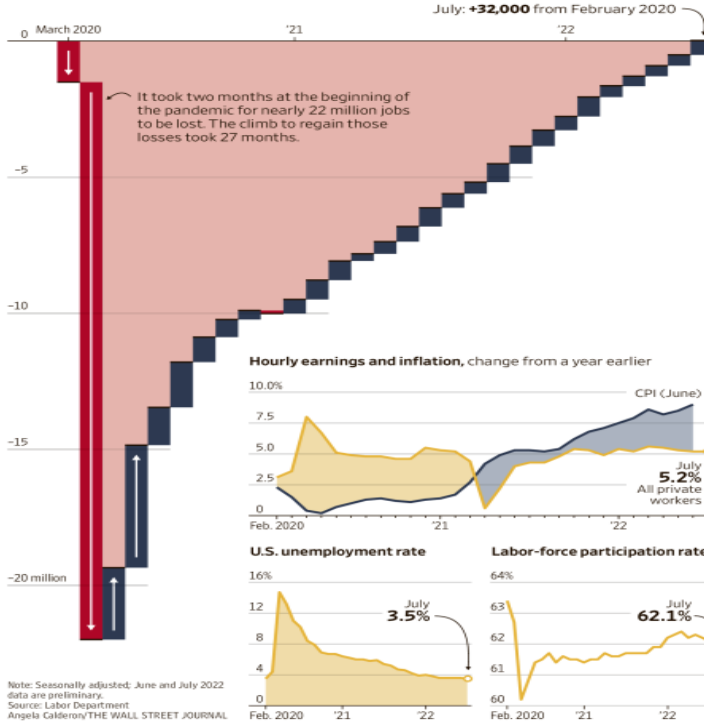 July: +32,000 from February 2020
0
March 2020
'21
'22
It took two months at the beginning of
the pandemic for nearly 22 million jobs
to be lost. The climb to regain those
losses took 27 months.
−5
−10
−15
−20 million
Hourly earnings and inflation, change from a year earlier
10.0%
7.5
5.0
2.5
0
CPI (June)
July
5.2%
All private
workers
Feb. 2020
'21
'22
U.S. unemployment rate
16%
12
8
4
0
July
3.5%
Feb. 2020
'21
'22
Labor-force participation rate
64%
63
62
61
60
July
62.1%
Feb. 2020
'21
'22
Note: Seasonally adjusted; June and July 2022
data are preliminary.
Source: Labor Department
Angela Calderon/THE WALL STREET JOURNAL